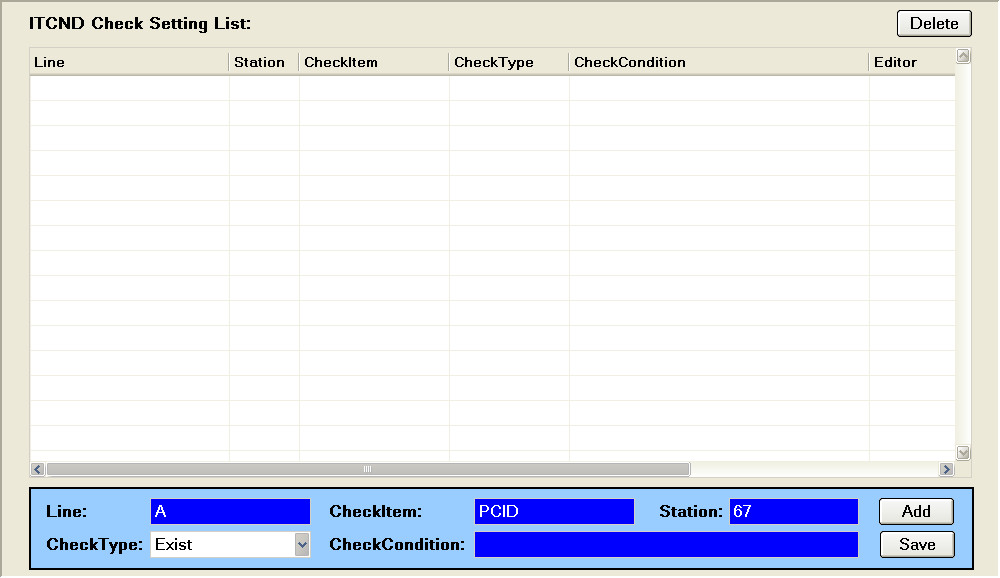 ITCND Check Setting List: Delete
Line Station CheckItem CheckType CheckCondition Editor
Line: A CheckItem: PCID Station: 67 Add
CheckType: Exist CheckCondition: Save